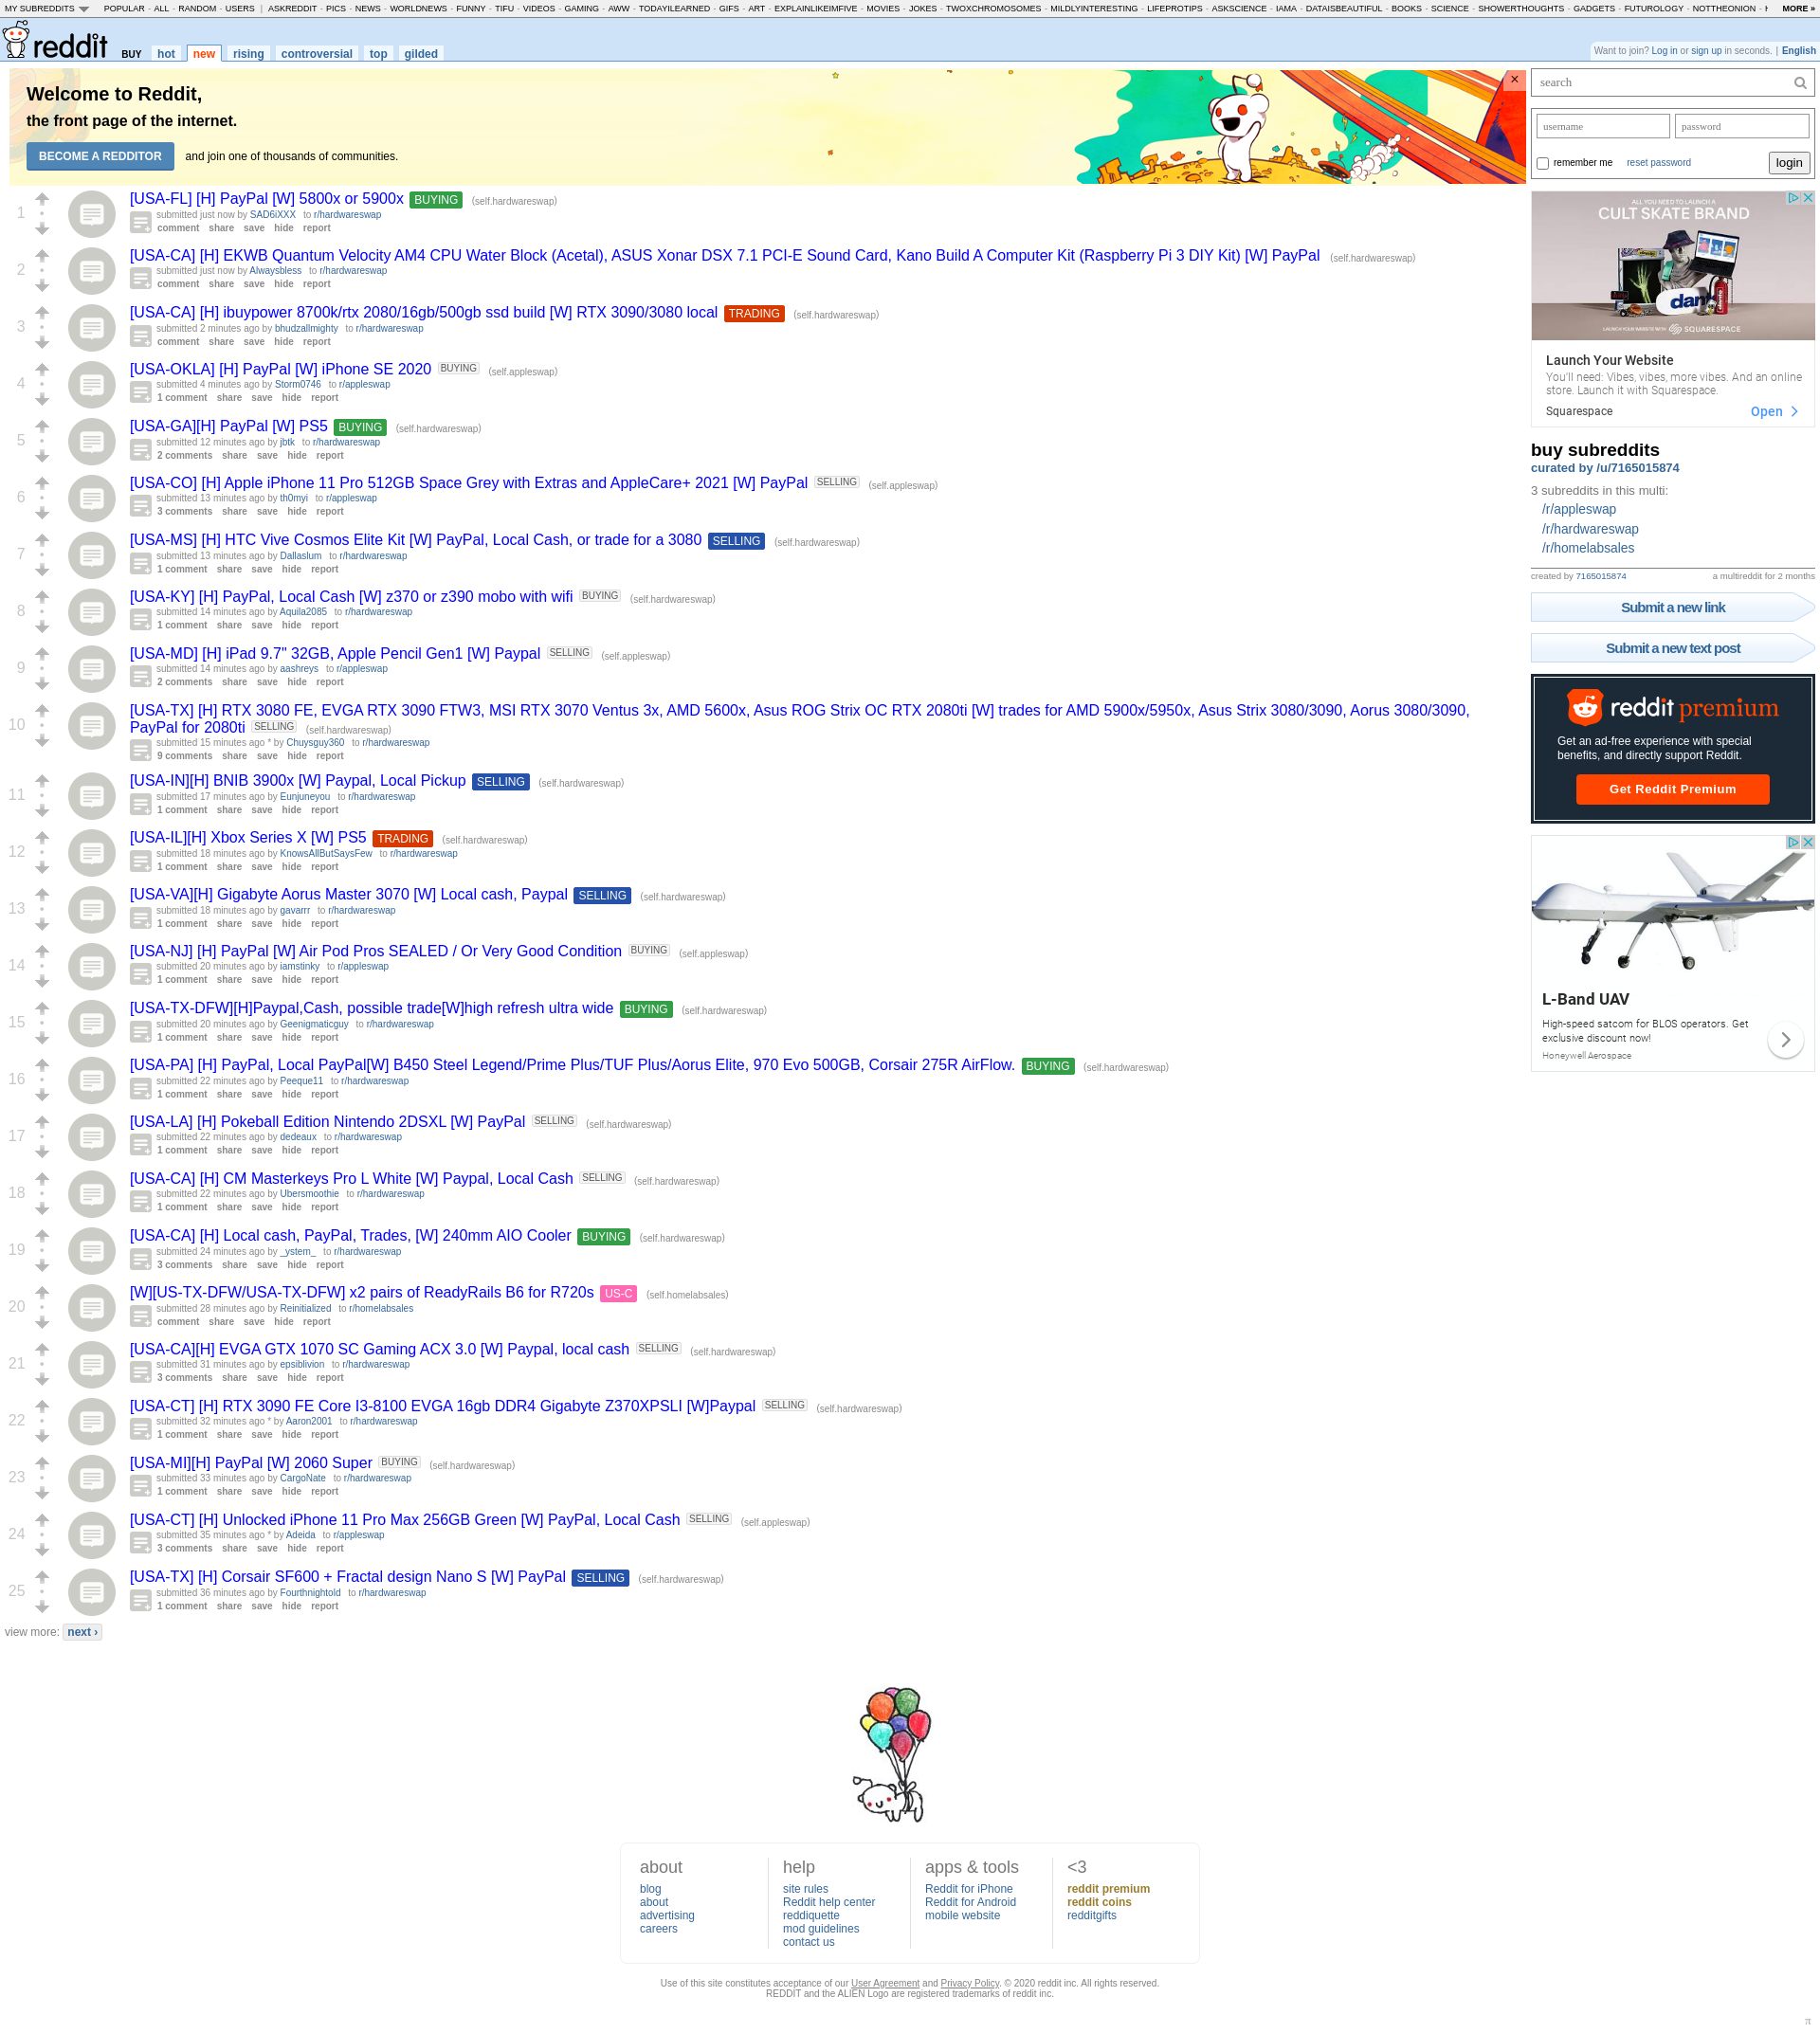 MY SUBREDDITS POPULAR - ALL - RANDOM - USERS | ASKREDDIT - PICS - NEWS - WORLDNEWS - FUNNY - TIFU - VIDEOS - GAMING - AWW - TODAYILEARNED - GIFS - ART - EXPLAINLIKEIMFIVE - MOVIES - JOKES - TWOXCHROMOSOMES - MILDLYINTERESTING - LIFEPROTIPS - ASKSCIENCE - IAMA - DATAISBEAUTIFUL - BOOKS - SCIENCE - SHOWERTHOUGHTS - GADGETS - FUTUROLOGY - NOTTHEONION - MORE »
reddit BUY hot new rising controversial top gilded
Want to join? Log in or sign up in seconds. | English
Welcome to Reddit,
the front page of the internet.
BECOME A REDDITOR and join one of thousands of communities.
×
1
[USA-FL] [H] PayPal [W] 5800x or 5900x BUYING (self.hardwareswap)
submitted just now by SAD6iXXX to r/hardwareswap
comment share save hide report
2
[USA-CA] [H] EKWB Quantum Velocity AM4 CPU Water Block (Acetal), ASUS Xonar DSX 7.1 PCI-E Sound Card, Kano Build A Computer Kit (Raspberry Pi 3 DIY Kit) [W] PayPal (self.hardwareswap)
submitted just now by Alwaysbless to r/hardwareswap
comment share save hide report
3
[USA-CA] [H] ibuypower 8700k/rtx 2080/16gb/500gb ssd build [W] RTX 3090/3080 local TRADING (self.hardwareswap)
submitted 2 minutes ago by bhudzallmighty to r/hardwareswap
comment share save hide report
4
[USA-OKLA] [H] PayPal [W] iPhone SE 2020 BUYING (self.appleswap)
submitted 4 minutes ago by Storm0746 to r/appleswap
1 comment share save hide report
5
[USA-GA][H] PayPal [W] PS5 BUYING (self.hardwareswap)
submitted 12 minutes ago by jbtk to r/hardwareswap
2 comments share save hide report
6
[USA-CO] [H] Apple iPhone 11 Pro 512GB Space Grey with Extras and AppleCare+ 2021 [W] PayPal SELLING (self.appleswap)
submitted 13 minutes ago by th0myi to r/appleswap
3 comments share save hide report
7
[USA-MS] [H] HTC Vive Cosmos Elite Kit [W] PayPal, Local Cash, or trade for a 3080 SELLING (self.hardwareswap)
submitted 13 minutes ago by Dallaslum to r/hardwareswap
1 comment share save hide report
8
[USA-KY] [H] PayPal, Local Cash [W] z370 or z390 mobo with wifi BUYING (self.hardwareswap)
submitted 14 minutes ago by Aquila2085 to r/hardwareswap
1 comment share save hide report
9
[USA-MD] [H] iPad 9.7" 32GB, Apple Pencil Gen1 [W] Paypal SELLING (self.appleswap)
submitted 14 minutes ago by aashreys to r/appleswap
2 comments share save hide report
10
[USA-TX] [H] RTX 3080 FE, EVGA RTX 3090 FTW3, MSI RTX 3070 Ventus 3x, AMD 5600x, Asus ROG Strix OC RTX 2080ti [W] trades for AMD 5900x/5950x, Asus Strix 3080/3090, Aorus 3080/3090,
PayPal for 2080ti SELLING (self.hardwareswap)
submitted 15 minutes ago * by Chuysguy360 to r/hardwareswap
9 comments share save hide report
11
[USA-IN][H] BNIB 3900x [W] Paypal, Local Pickup SELLING (self.hardwareswap)
submitted 17 minutes ago by Eunjuneyou to r/hardwareswap
1 comment share save hide report
12
[USA-IL][H] Xbox Series X [W] PS5 TRADING (self.hardwareswap)
submitted 18 minutes ago by KnowsAllButSaysFew to r/hardwareswap
1 comment share save hide report
13
[USA-VA][H] Gigabyte Aorus Master 3070 [W] Local cash, Paypal SELLING (self.hardwareswap)
submitted 18 minutes ago by gavarrr to r/hardwareswap
1 comment share save hide report
14
[USA-NJ] [H] PayPal [W] Air Pod Pros SEALED / Or Very Good Condition BUYING (self.appleswap)
submitted 20 minutes ago by iamstinky to r/appleswap
1 comment share save hide report
15
[USA-TX-DFW][H]Paypal,Cash, possible trade[W]high refresh ultra wide BUYING (self.hardwareswap)
submitted 20 minutes ago by Geenigmaticguy to r/hardwareswap
1 comment share save hide report
16
[USA-PA] [H] PayPal, Local PayPal[W] B450 Steel Legend/Prime Plus/TUF Plus/Aorus Elite, 970 Evo 500GB, Corsair 275R AirFlow. BUYING (self.hardwareswap)
submitted 22 minutes ago by Peeque11 to r/hardwareswap
1 comment share save hide report
17
[USA-LA] [H] Pokeball Edition Nintendo 2DSXL [W] PayPal SELLING (self.hardwareswap)
submitted 22 minutes ago by dedeaux to r/hardwareswap
1 comment share save hide report
18
[USA-CA] [H] CM Masterkeys Pro L White [W] Paypal, Local Cash SELLING (self.hardwareswap)
submitted 22 minutes ago by Ubersmoothie to r/hardwareswap
1 comment share save hide report
19
[USA-CA] [H] Local cash, PayPal, Trades, [W] 240mm AIO Cooler BUYING (self.hardwareswap)
submitted 24 minutes ago by _ystem_ to r/hardwareswap
3 comments share save hide report
20
[W][US-TX-DFW/USA-TX-DFW] x2 pairs of ReadyRails B6 for R720s US-C (self.homelabsales)
submitted 28 minutes ago by Reinitialized to r/homelabsales
comment share save hide report
21
[USA-CA][H] EVGA GTX 1070 SC Gaming ACX 3.0 [W] Paypal, local cash SELLING (self.hardwareswap)
submitted 31 minutes ago by epsiblivion to r/hardwareswap
3 comments share save hide report
22
[USA-CT] [H] RTX 3090 FE Core I3-8100 EVGA 16gb DDR4 Gigabyte Z370XPSLI [W]Paypal SELLING (self.hardwareswap)
submitted 32 minutes ago * by Aaron2001 to r/hardwareswap
1 comment share save hide report
23
[USA-MI][H] PayPal [W] 2060 Super BUYING (self.hardwareswap)
submitted 33 minutes ago by CargoNate to r/hardwareswap
1 comment share save hide report
24
[USA-CT] [H] Unlocked iPhone 11 Pro Max 256GB Green [W] PayPal, Local Cash SELLING (self.appleswap)
submitted 35 minutes ago * by Adeida to r/appleswap
3 comments share save hide report
25
[USA-TX] [H] Corsair SF600 + Fractal design Nano S [W] PayPal SELLING (self.hardwareswap)
submitted 36 minutes ago by Fourthnightold to r/hardwareswap
1 comment share save hide report
view more: next ›
search
username password
remember me reset password login
ALL YOU NEED TO LAUNCH A
CULT SKATE BRAND
dank
LAUNCH YOUR WEBSITE WITH SQUARESPACE
Launch Your Website
You'll need: Vibes, vibes, more vibes. And an online
store. Launch it with Squarespace.
Squarespace Open
buy subreddits
curated by /u/7165015874
3 subreddits in this multi:
/r/appleswap
/r/hardwareswap
/r/homelabsales
created by 7165015874 a multireddit for 2 months
Submit a new link
Submit a new text post
reddit premium
Get an ad-free experience with special
benefits, and directly support Reddit.
Get Reddit Premium
L-Band UAV
High-speed satcom for BLOS operators. Get
exclusive discount now!
Honeywell Aerospace
about help apps & tools <3
blog site rules Reddit for iPhone reddit premium
about Reddit help center Reddit for Android reddit coins
advertising reddiquette mobile website redditgifts
careers mod guidelines
contact us
Use of this site constitutes acceptance of our User Agreement and Privacy Policy. © 2020 reddit inc. All rights reserved.
REDDIT and the ALIEN Logo are registered trademarks of reddit inc.
π